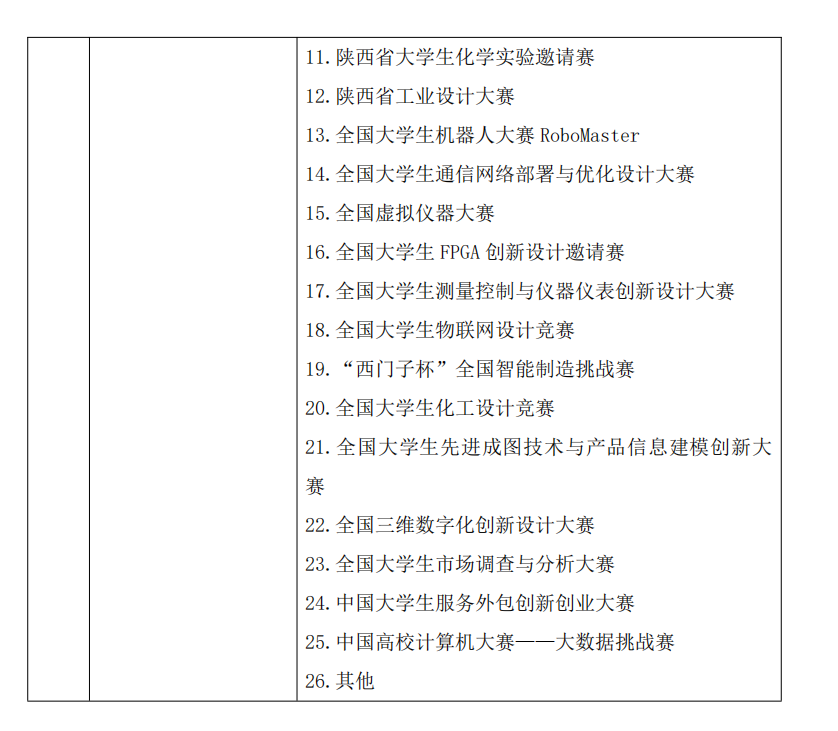 11.陕西省大学生化学实验邀请赛
12.陕西省工业设计大赛
13.全国大学生机器人大赛 RoboMaster
14.全国大学生通信网络部署与优化设计大赛
15.全国虚拟仪器大赛
16.全国大学生 FPGA 创新设计邀请赛
17.全国大学生测量控制与仪器仪表创新设计大赛
18.全国大学生物联网设计竞赛
19.“西门子杯”全国智能制造挑战赛
20.全国大学生化工设计竞赛
21.全国大学生先进成图技术与产品信息建模创新大
赛
22.全国三维数字化创新设计大赛
23.全国大学生市场调查与分析大赛
24.中国大学生服务外包创新创业大赛
25.中国高校计算机大赛——大数据挑战赛
26.其他